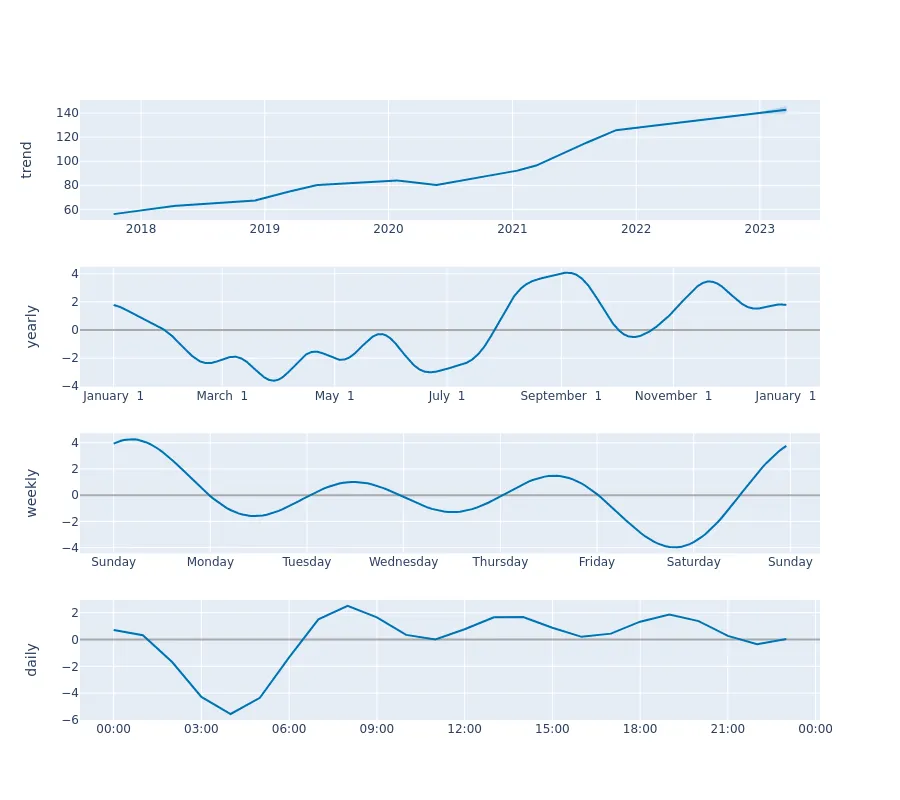 trend
140
120
100
80
60
2018 2019 2020 2021 2022 2023
yearly
4
2
0
−2
−4
January 1 March 1 May 1 July 1 September 1 November 1 January 1
weekly
4
2
0
−2
−4
Sunday Monday Tuesday Wednesday Thursday Friday Saturday Sunday
daily
2
0
−2
−4
−6
00:00 03:00 06:00 09:00 12:00 15:00 18:00 21:00 00:00